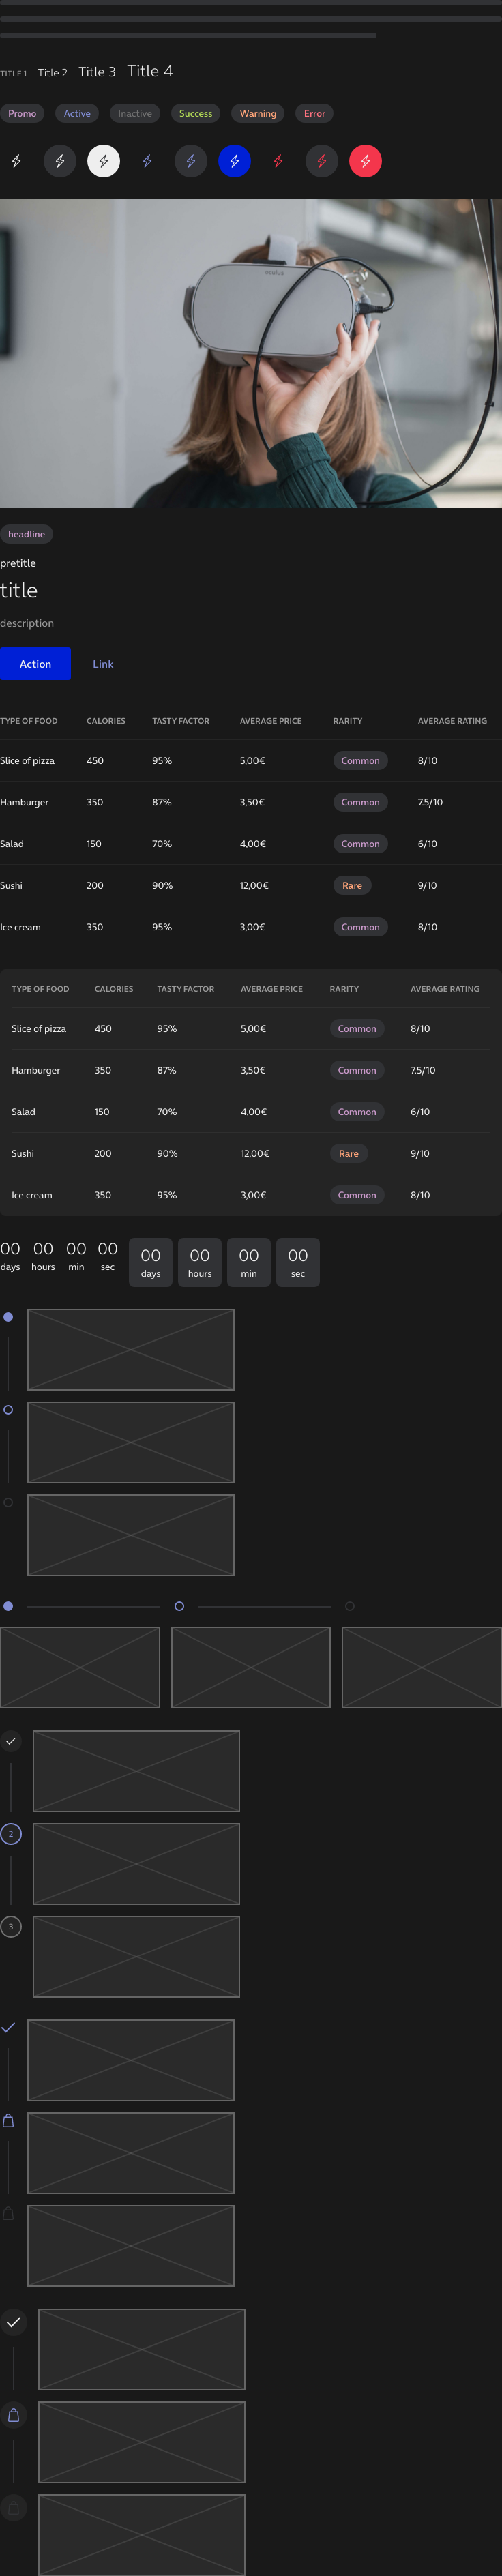 TITLE 1 Title 2 Title 3 Title 4
Promo Active Inactive Success Warning Error
oculus
headline
pretitle
title
description
Action Link
TYPE OF FOOD CALORIES TASTY FACTOR AVERAGE PRICE RARITY AVERAGE RATING
Slice of pizza 450 95% 5,00€ Common 8/10
Hamburger 350 87% 3,50€ Common 7.5/10
Salad 150 70% 4,00€ Common 6/10
Sushi 200 90% 12,00€ Rare 9/10
Ice cream 350 95% 3,00€ Common 8/10
TYPE OF FOOD CALORIES TASTY FACTOR AVERAGE PRICE RARITY AVERAGE RATING
Slice of pizza 450 95% 5,00€ Common 8/10
Hamburger 350 87% 3,50€ Common 7.5/10
Salad 150 70% 4,00€ Common 6/10
Sushi 200 90% 12,00€ Rare 9/10
Ice cream 350 95% 3,00€ Common 8/10
00 00 00 00 00 00 00 00
days hours min sec days hours min sec
2
3